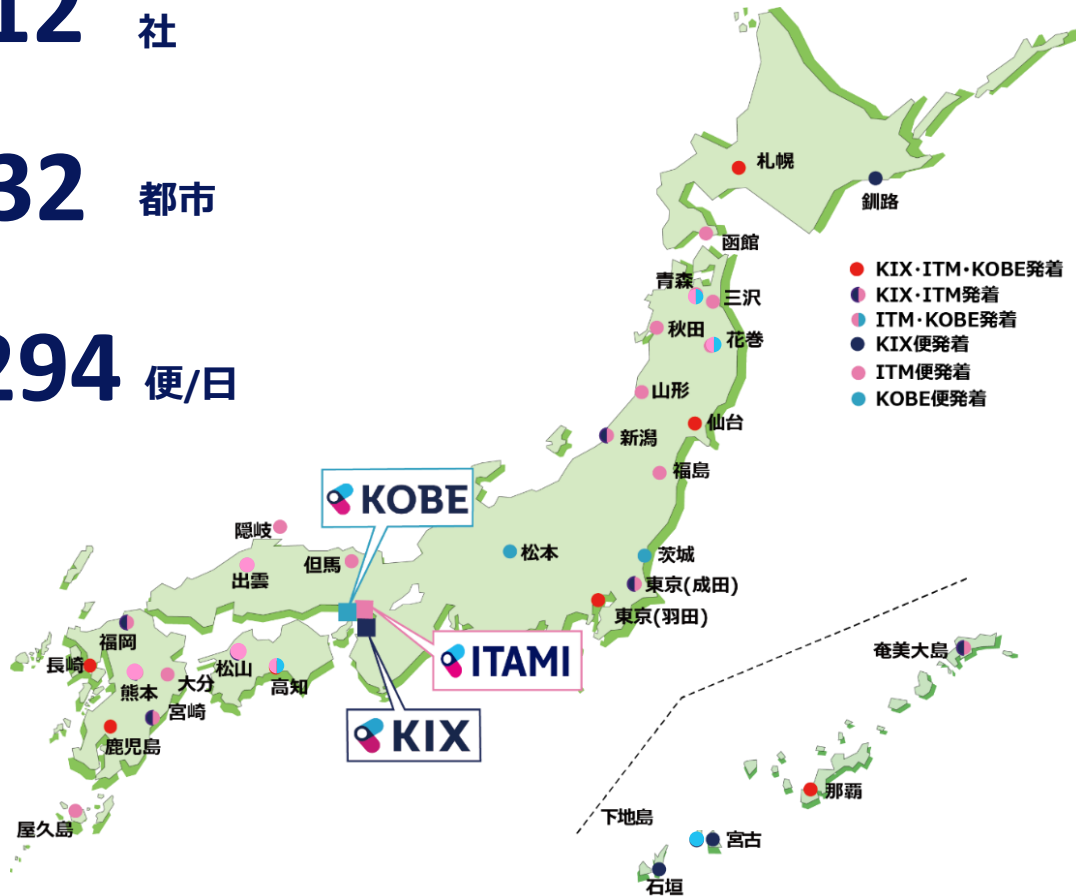 12 社
32 都市
294 便/日
札幌
釧路
函館
青森
三沢
秋田
花巻
山形
仙台
新潟
福島
KIX・ITM・KOBE発着
KIX・ITM発着
ITM・KOBE発着
KIX便発着
ITM便発着
KOBE便発着
KOBE
隠岐
但馬
出雲
松本
茨城
東京(成田)
東京(羽田)
福岡
長崎
熊本
大分
松山
高知
宮崎
鹿児島
ITAMI
KIX
屋久島
奄美大島
那覇
下地島
宮古
石垣